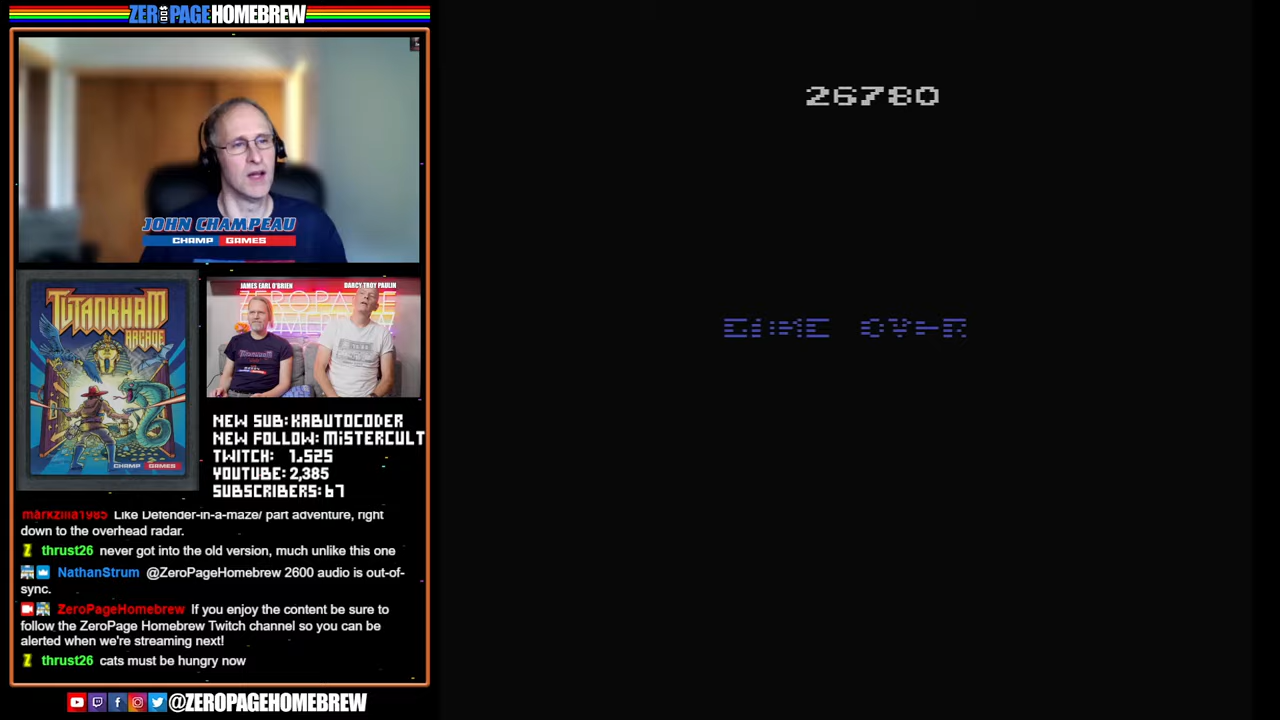 ZEROPAGE HOMEBREW
26780
JOHN CHAMPEAU
CHAMP GAMES
TUTANKHAM
ARCADE
CHAMP GAMES
JAMES EARL O'BRIEN
DARCY TROY PAULIN
GAME OVER
NEW SUB: KABUTOCODER
NEW FOLLOW: MISTERCULT
TWITCH: 1,525
YOUTUBE: 2,385
SUBSCRIBERS: 67
markzilla1985 Like Defender-in-a-maze/ part adventure, right
down to the overhead radar.
thrust26 never got into the old version, much unlike this one
NathanStrum @ZeroPageHomebrew 2600 audio is out-of-
sync.
ZeroPageHomebrew If you enjoy the content be sure to
follow the ZeroPage Homebrew Twitch channel so you can be
alerted when we're streaming next!
thrust26 cats must be hungry now
@ZEROPAGEHOMEBREW